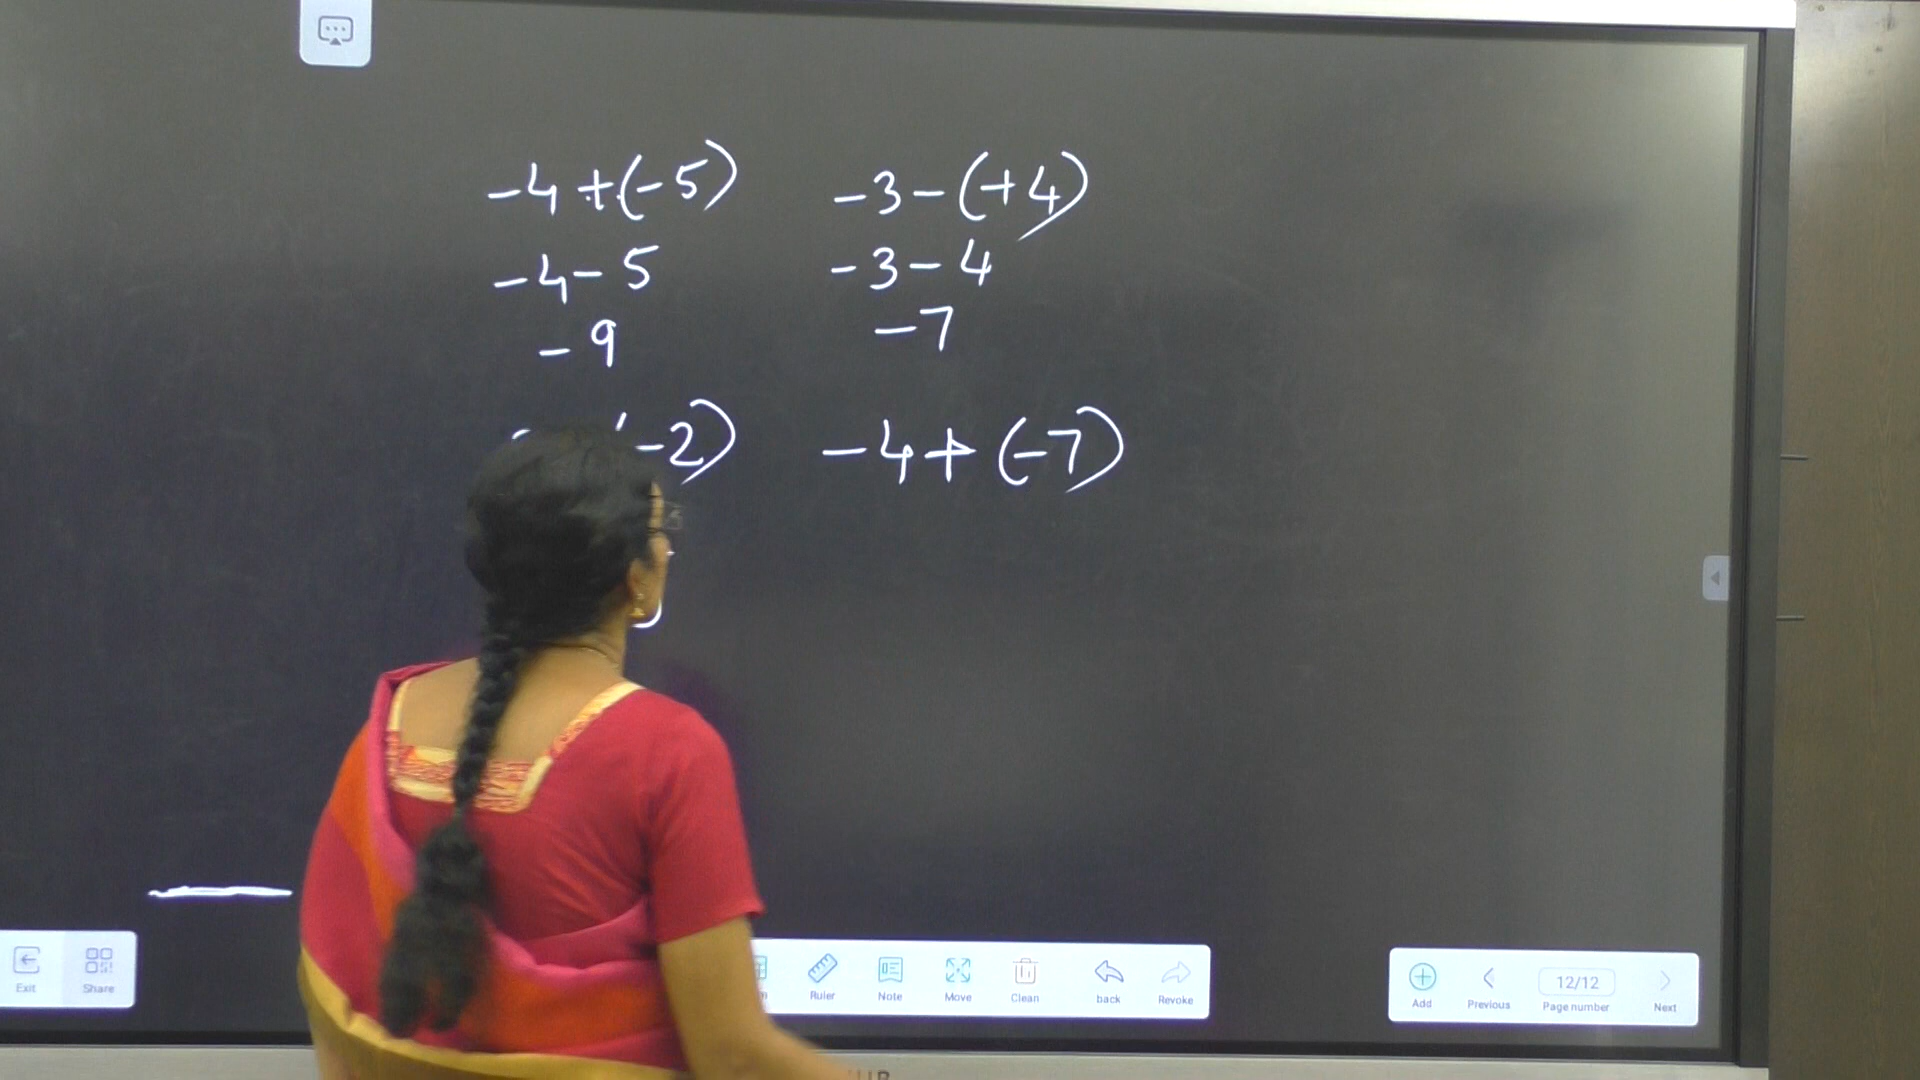 -4+(-5) -3-(+4)
-4-5 -3-4
-9 -7
-2) -4+(-7)
Exit Share Ruler Note Move Clean back Revoke Add Previous 12/12 Page number Next